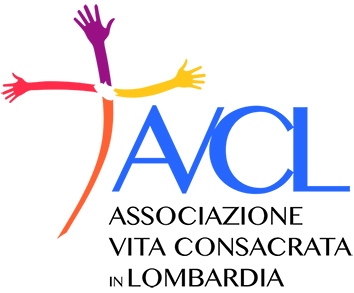 AVCL
ASSOCIAZIONE
VITA CONSACRATA
IN LOMBARDIA